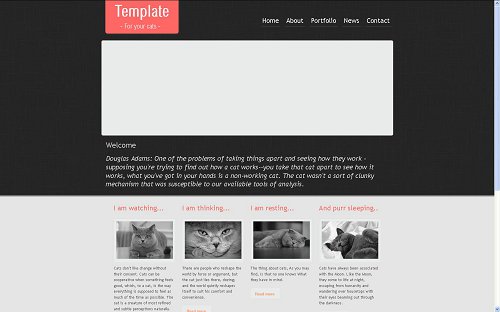 Template
- For your cats -
Home About Portfolio News Contact
Welcome
Douglas Adams: One of the problems of taking things apart and seeing how they work -
supposing you're trying to find out how a cat works--you take that cat apart to see how it
works, what you've got in your hands is a non-working cat. The cat wasn't a sort of clunky
mechanism that was susceptible to our available tools of analysis.
I am watching...
Cats don't like change without
their consent. Cats can be
cooperative when something feels
good, which, to a cat, is the way
everything is supposed to feel as
much of the time as possible. The
cat is a creature of most refined
and subtle perceptions naturally.
I am thinking...
There are people who reshape the
world by force or argument, but
the cat just lies there, dozing,
and the world quietly reshapes
itself to suit his comfort and
convenience.
Read more
I am resting...
The thing about cats, As you may
find, is that no one knows What
they have in mind.
Read more
And purr sleeping..
Cats have always been associated
with the Moon. Like the Moon,
they come to life at night,
escaping from humanity and
wandering over housetops with
their eyes beaming out through
the darkness.